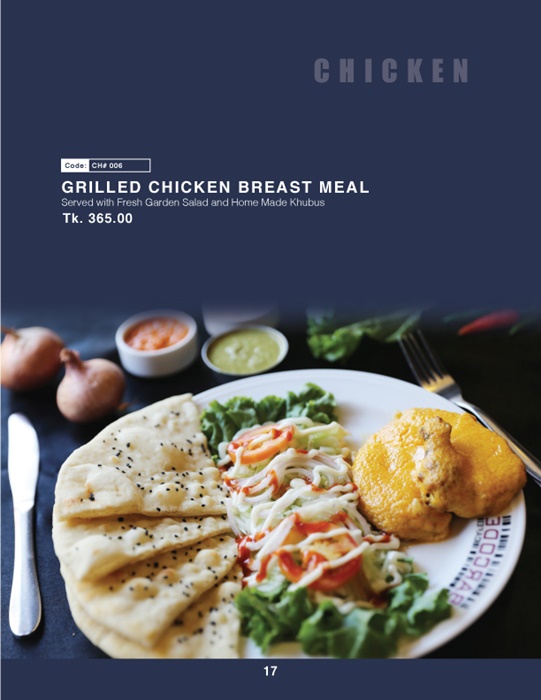 CHICKEN
Code: CH# 006
GRILLED CHICKEN BREAST MEAL
Served with Fresh Garden Salad and Home Made Khubus
Tk. 365.00
BARCODE
17